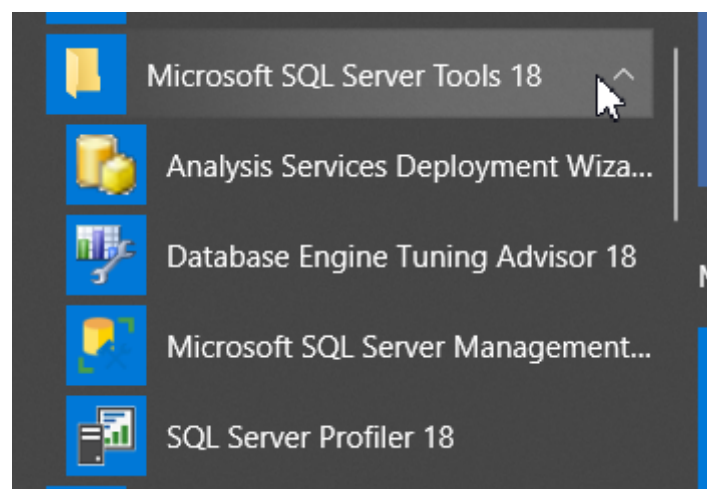 Microsoft SQL Server Tools 18
Analysis Services Deployment Wiza...
Database Engine Tuning Advisor 18
Microsoft SQL Server Management...
SQL Server Profiler 18